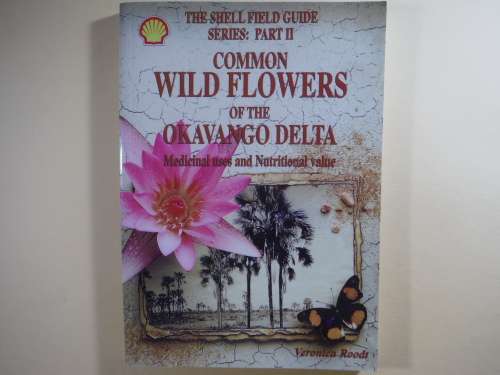 THE SHELL FIELD GUIDE
SERIES: PART II
COMMON
WILD FLOWERS
OF THE
OKAVANGO DELTA
Medicinal uses and Nutritional value
Veronica Roodt